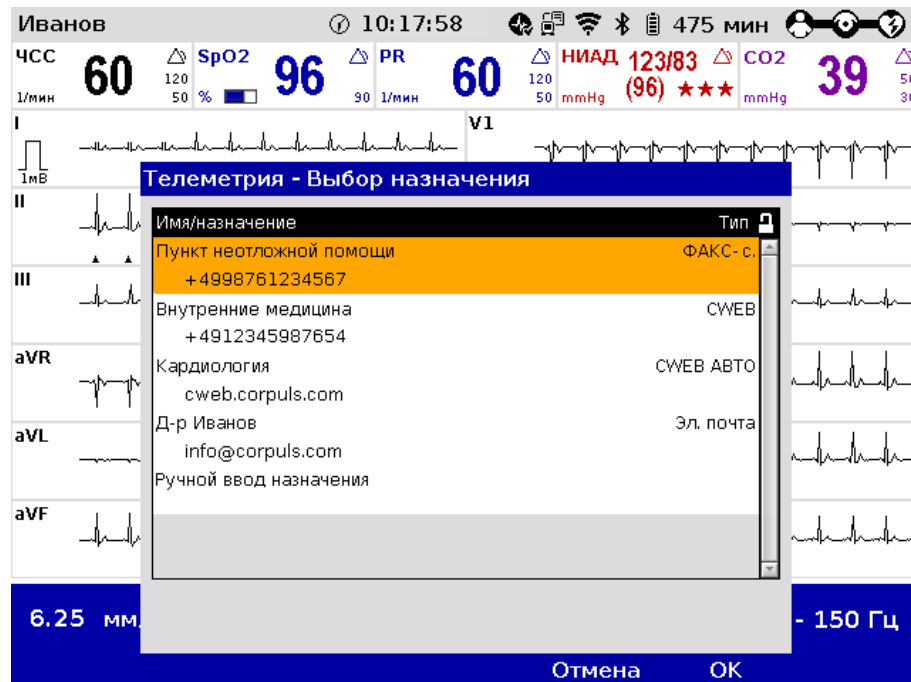 Иванов 10:17:58 475 мин
ЧСС 60 120 50 1/мин
SpO2 96 90 %
PR 60 120 50 1/мин
НИАД 123/83 (96) ★★★ mmHg
CO2 39 mmHg
I V1
1мВ
II
III
aVR
aVL
aVF
Телеметрия - Выбор назначения
Имя/назначение Тип
Пункт неотложной помощи ФАКС- с.
+4998761234567
Внутренние медицина CWEB
+4912345987654
Кардиология CWEB АВТО
cweb.corpuls.com
Д-р Иванов Эл. почта
info@corpuls.com
Ручной ввод назначения
6.25 мм - 150 Гц
Отмена OK